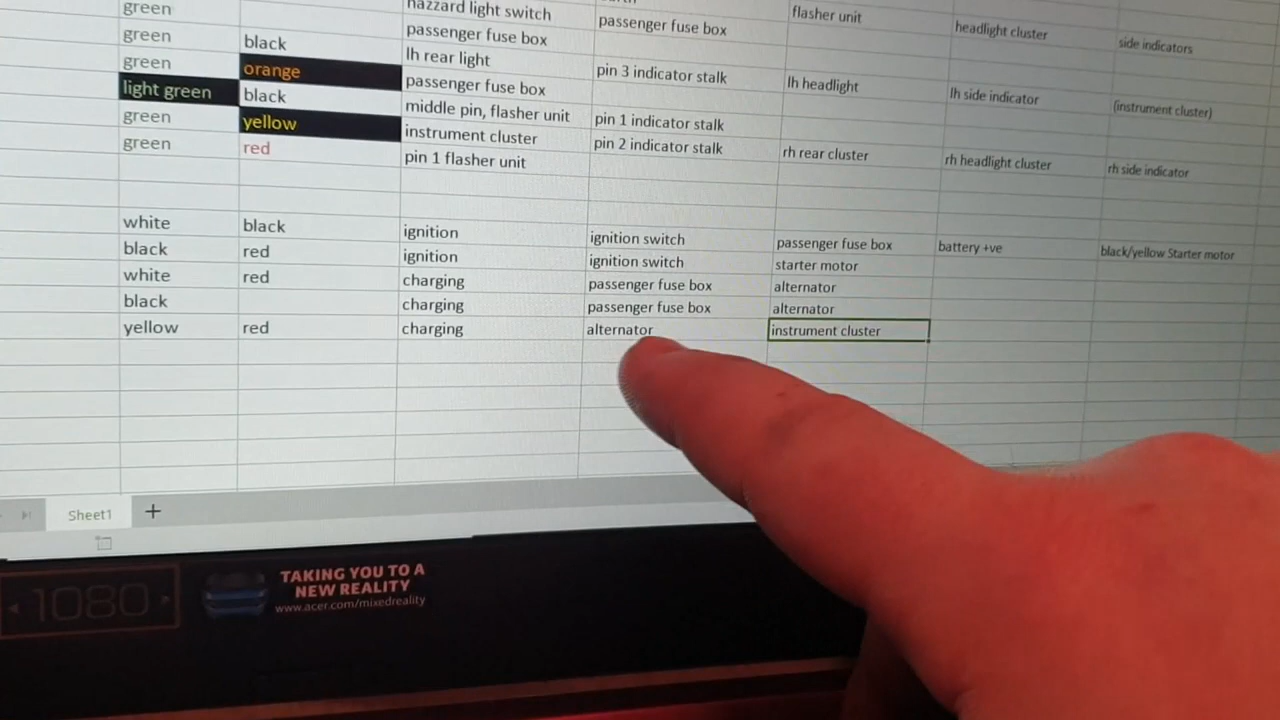 green hazzard light switch passenger fuse box flasher unit headlight cluster side indicators
green black passenger fuse box
green orange lh rear light pin 3 indicator stalk lh headlight lh side indicator (instrument cluster)
light green black passenger fuse box
green yellow middle pin, flasher unit pin 1 indicator stalk
green red instrument cluster pin 2 indicator stalk rh rear cluster rh headlight cluster rh side indicator
pin 1 flasher unit
white black ignition ignition switch passenger fuse box battery +ve black/yellow Starter motor
black red ignition ignition switch starter motor
white red charging passenger fuse box alternator
black charging passenger fuse box alternator
yellow red charging alternator instrument cluster
Sheet1 +
1080
TAKING YOU TO A
NEW REALITY
www.acer.com/mixedreality